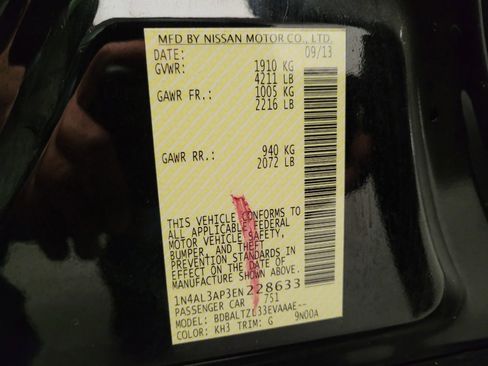 MFD BY NISSAN MOTOR CO., LTD.
DATE: 09/13
GVWR: 1910 KG
4211 LB
GAWR FR.: 1005 KG
2216 LB
GAWR RR.: 940 KG
2072 LB
THIS VEHICLE CONFORMS TO
ALL APPLICABLE FEDERAL
MOTOR VEHICLE SAFETY,
BUMPER, AND THEFT
PREVENTION STANDARDS IN
EFFECT ON THE DATE OF
MANUFACTURE SHOWN ABOVE.
1N4AL3AP3EN 228633
PASSENGER CAR 751
MODEL: BDBALTZL33EVAAAE--
COLOR: KH3 TRIM: G 9N00A